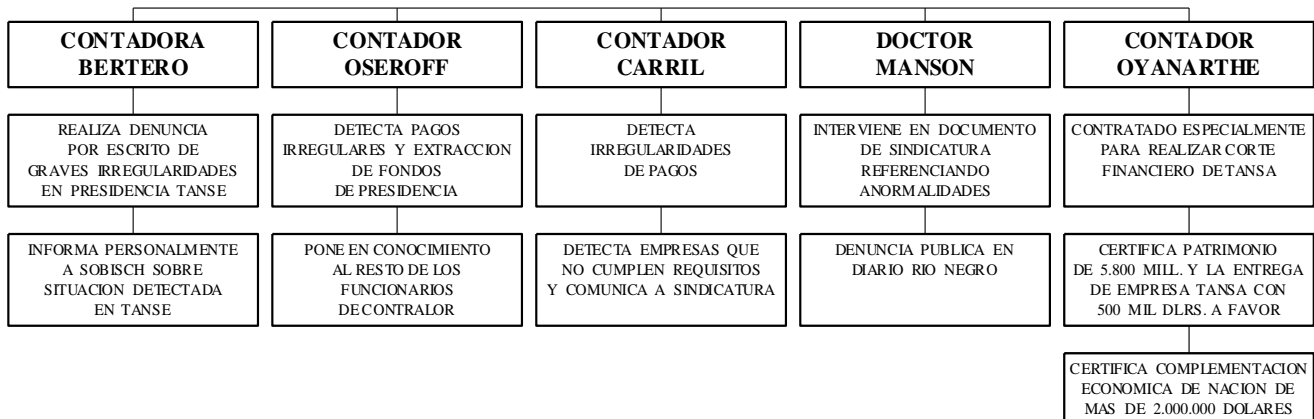 CONTADORA
BERTERO
REALIZA DENUNCIA
POR ESCRITO DE
GRAVES IRREGULARIDADES
EN PRESIDENCIA TANSE
INFORMA PERSONALMENTE
A SOBISCH SOBRE
SITUACION DETECTADA
EN TANSE
CONTADOR
OSEROFF
DETECTA PAGOS
IRREGULARES Y EXTRACCION
DE FONDOS
DE PRESIDENCIA
PONE EN CONOCIMIENTO
AL RESTO DE LOS
FUNCIONARIOS
DE CONTRALOR
CONTADOR
CARRIL
DETECTA
IRREGULARIDADES
DE PAGOS
DETECTA EMPRESAS QUE
NO CUMPLEN REQUISITOS
Y COMUNICA A SINDICATURA
DOCTOR
MANSON
INTERVIENE EN DOCUMENTO
DE SINDICATURA
REFERENCIANDO
ANORMALIDADES
DENUNCIA PUBLICA EN
DIARIO RIO NEGRO
CONTADOR
OYANARTHE
CONTRATADO ESPECIALMENTE
PARA REALIZAR CORTE
FINANCIERO DE TANSA
CERTIFICA PATRIMONIO
DE 5.800 MILL. Y LA ENTREGA
DE EMPRESA TANSA CON
500 MIL DLRS. A FAVOR
CERTIFICA COMPLEMENTACION
ECONOMICA DE NACION DE
MAS DE 2.000.000 DOLARES